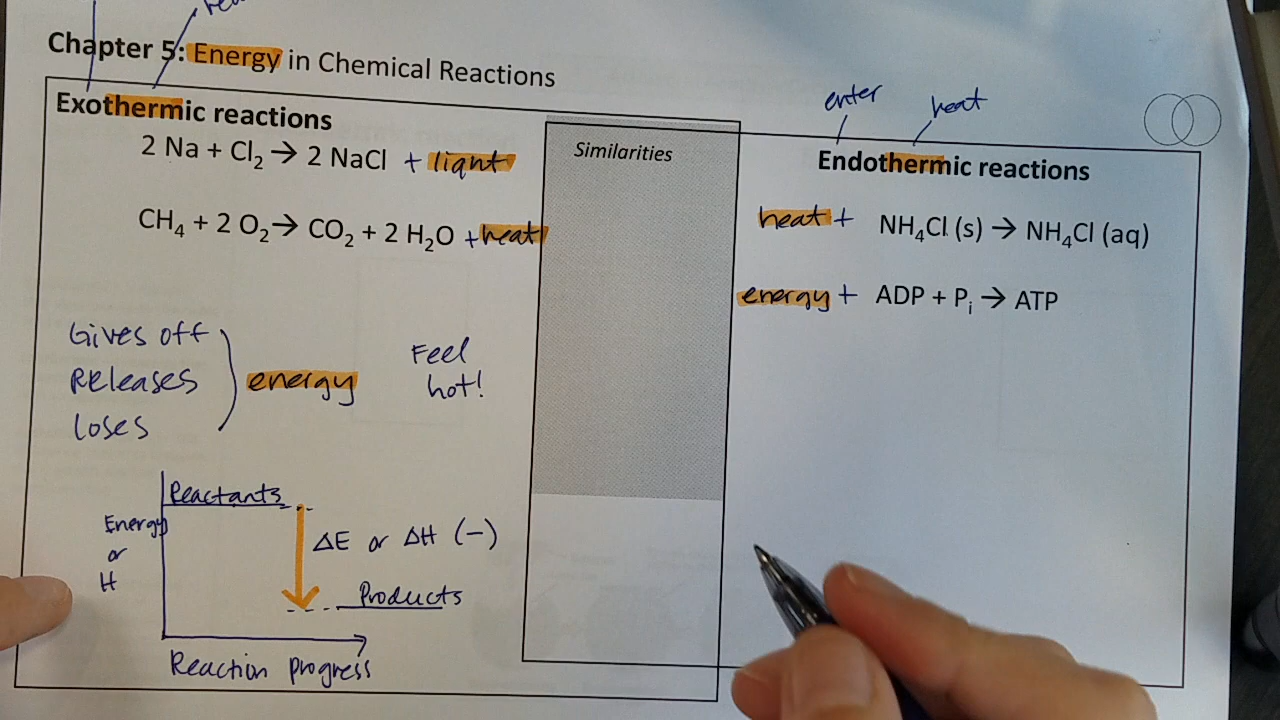 Chapter 5: Energy in Chemical Reactions
Exothermic reactions
2 Na + Cl₂ → 2 NaCl + light
CH₄ + 2 O₂ → CO₂ + 2 H₂O + heat
Gives off
Releases
loses
energy
Feel
hot!
Energy
or
H
Reactants
ΔE or ΔH (−)
Products
Reaction progress
Similarities
enter
heat
Endothermic reactions
heat + NH₄Cl (s) → NH₄Cl (aq)
energy + ADP + Pᵢ → ATP